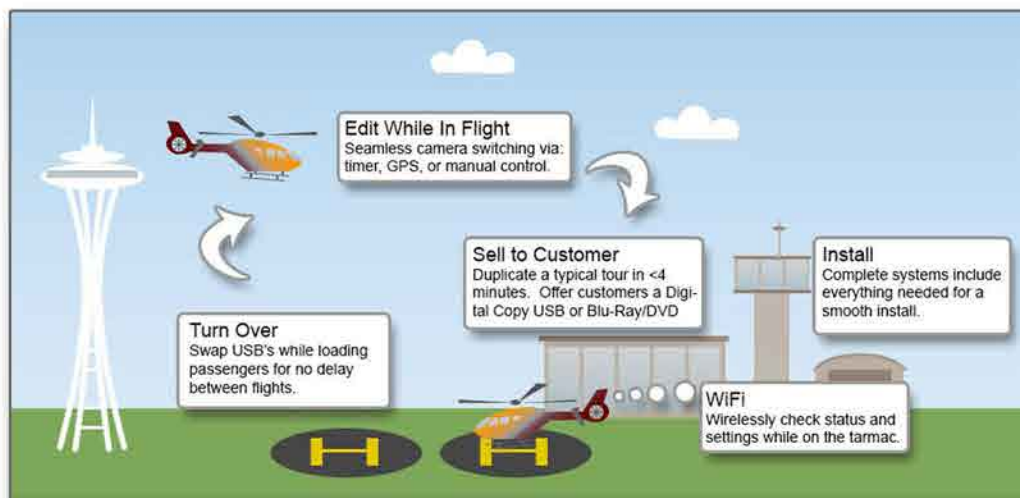 Edit While In Flight
Seamless camera switching via:
timer, GPS, or manual control.
Sell to Customer
Duplicate a typical tour in <4
minutes. Offer customers a Digi-
tal Copy USB or Blu-Ray/DVD
Install
Complete systems include
everything needed for a
smooth install.
Turn Over
Swap USB's while loading
passengers for no delay
between flights.
WiFi
Wirelessly check status and
settings while on the tarmac.
H
H